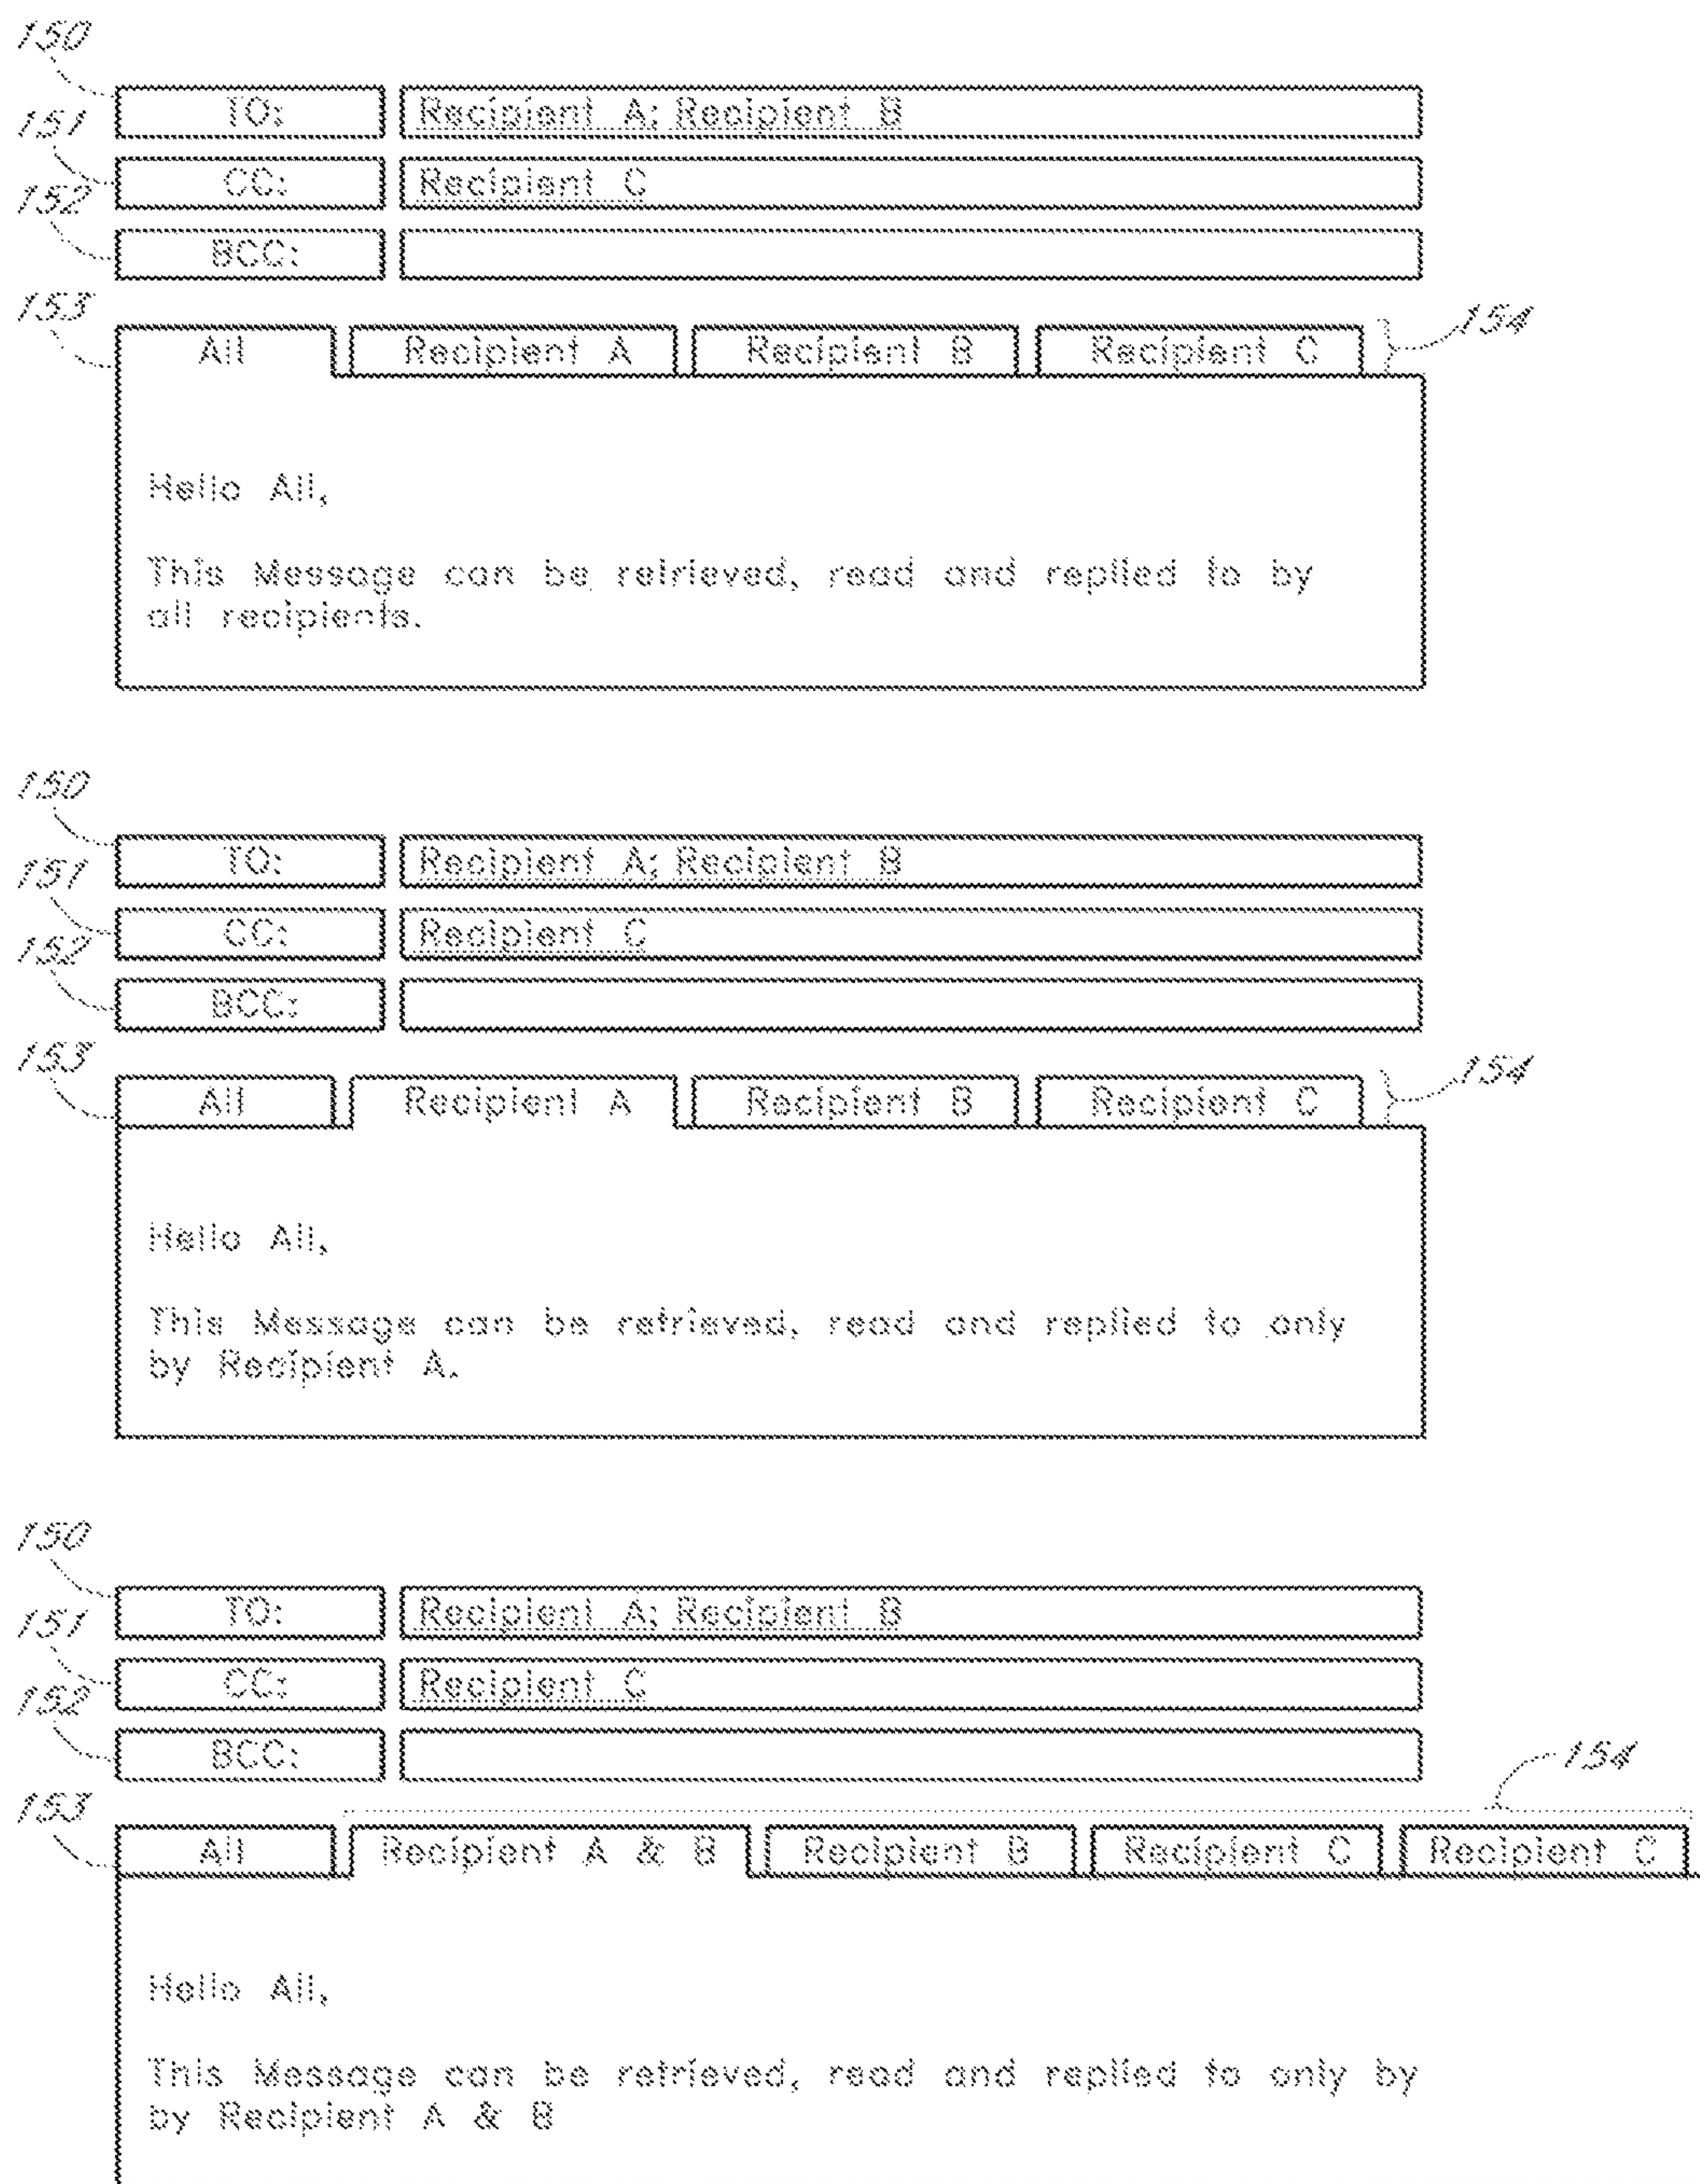 150
TO: Recipient A; Recipient B
151
CC: Recipient C
152
BCC:
153
All Recipient A Recipient B Recipient C 154
Hello All,
This Message can be retrieved, read and replied to by
all recipients.
150
TO: Recipient A; Recipient B
151
CC: Recipient C
152
BCC:
153
All Recipient A Recipient B Recipient C 154
Hello All,
This Message can be retrieved, read and replied to only
by Recipient A.
150
TO: Recipient A; Recipient B
151
CC: Recipient C
152
BCC:
154
153
All Recipient A & B Recipient B Recipient C Recipient C
Hello All,
This Message can be retrieved, read and replied to only by
by Recipient A & B